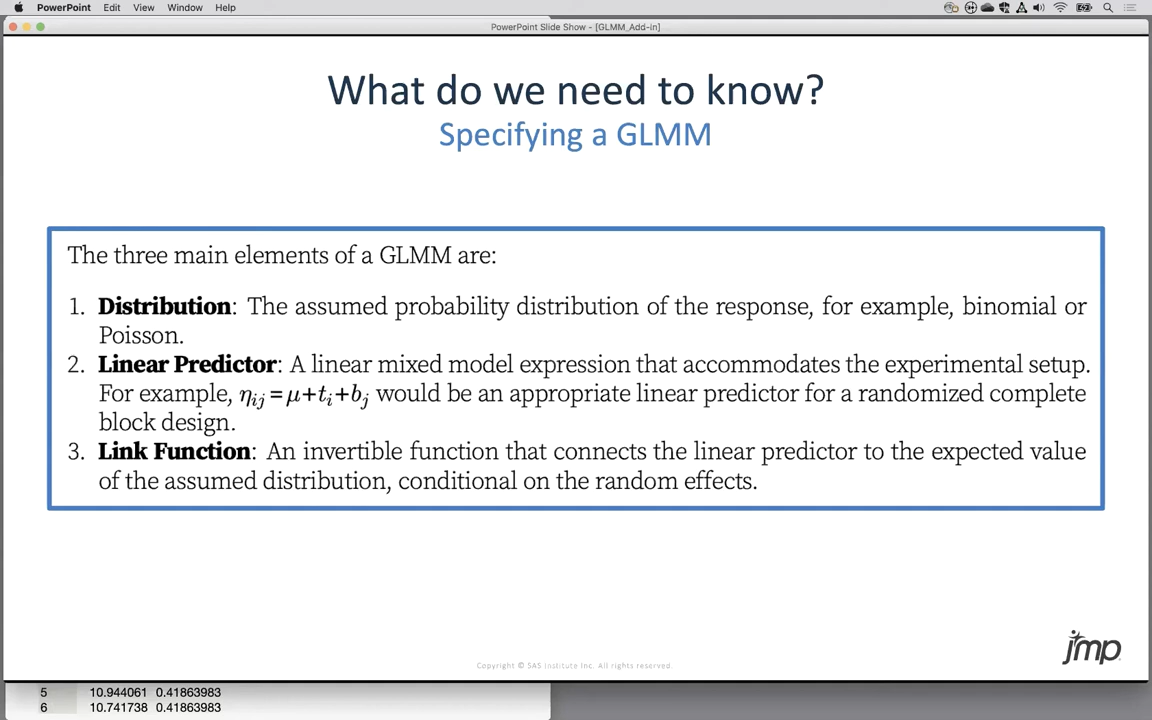 PowerPoint Edit View Window Help
PowerPoint Slide Show - [GLMM_Add-in]
What do we need to know?
Specifying a GLMM
The three main elements of a GLMM are:
1. Distribution: The assumed probability distribution of the response, for example, binomial or
Poisson.
2. Linear Predictor: A linear mixed model expression that accommodates the experimental setup.
For example, ηij = μ+ti+bj would be an appropriate linear predictor for a randomized complete
block design.
3. Link Function: An invertible function that connects the linear predictor to the expected value
of the assumed distribution, conditional on the random effects.
jmp
Copyright © SAS Institute Inc. All rights reserved.
5 10.944061 0.41863983
6 10.741738 0.41863983